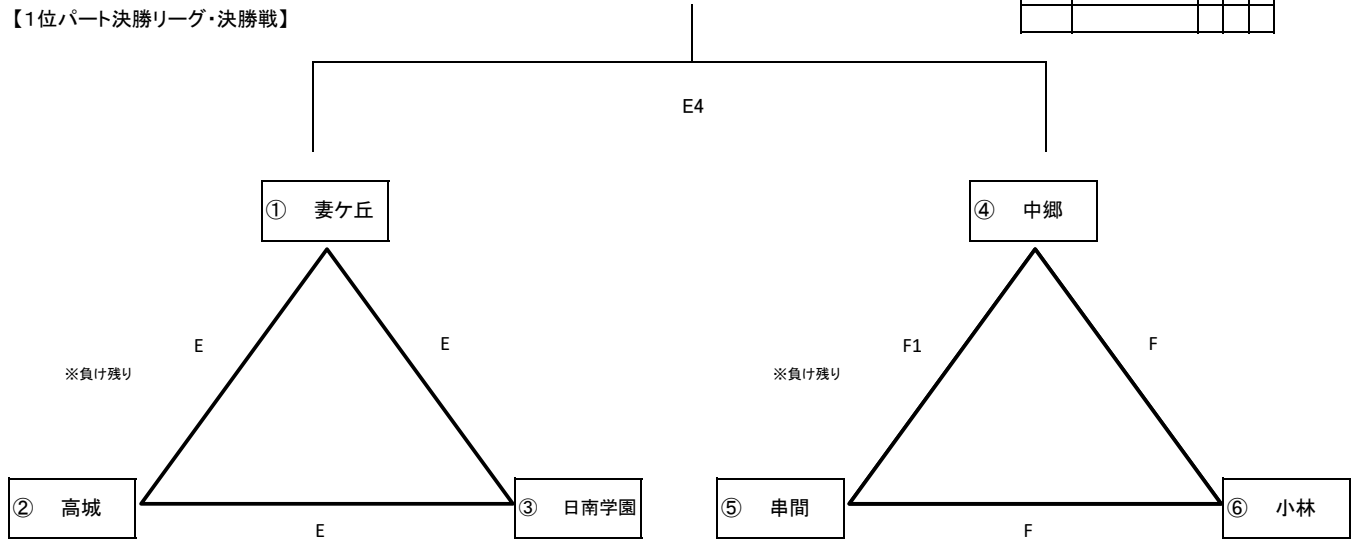 【1位パート決勝リーグ・決勝戦】
E4
① 妻ケ丘
④ 中郷
E
E
F1
F
※負け残り
※負け残り
② 高城
③ 日南学園
⑤ 串間
⑥ 小林
E
F